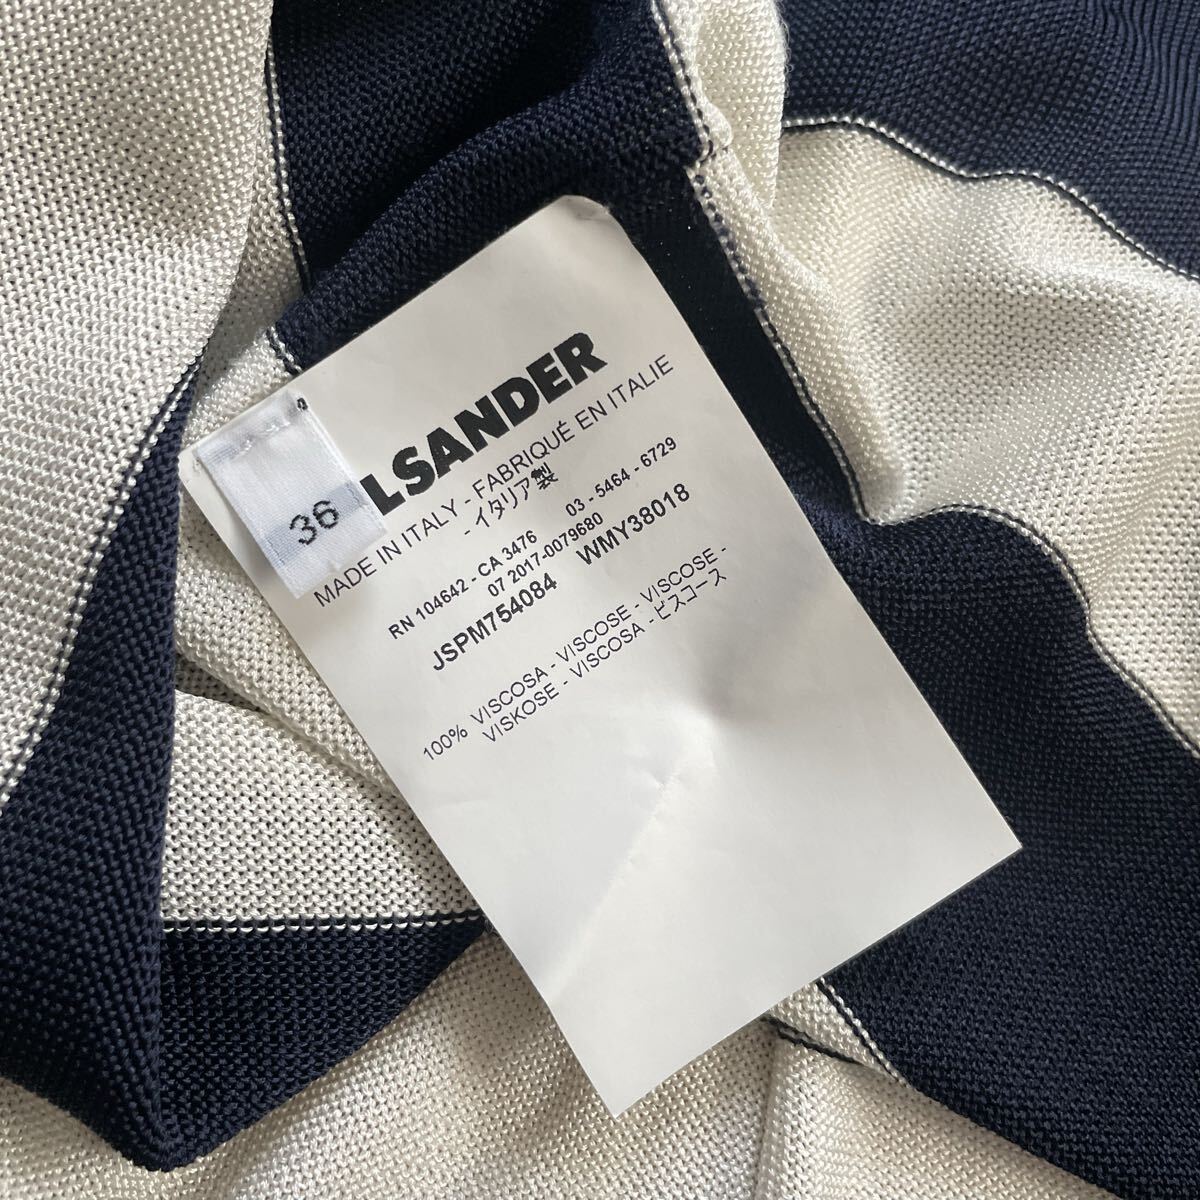 LSANDER
MADE IN ITALY - FABRIQUÉ EN ITALIE
- イタリア製
36
RN 104642 - CA 3476 03 - 5464 - 6729
07 2017-0079680
JSPM754084 WMY38018
100% VISCOSA - VISCOSE - VISCOSE -
VISKOSE - VISCOSA - ビスコース